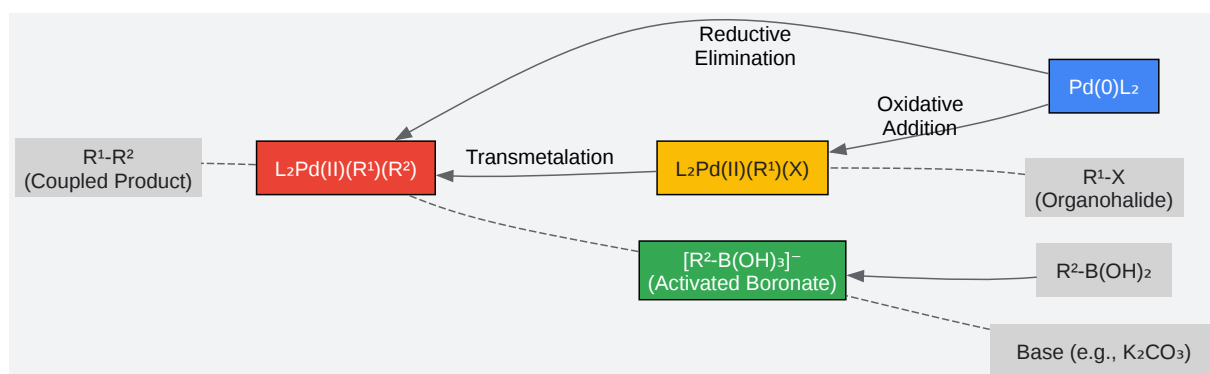 Reductive
Elimination
Pd(0)L₂
Oxidative
Addition
R¹-R²
(Coupled Product)
L₂Pd(II)(R¹)(R²)
Transmetalation
L₂Pd(II)(R¹)(X)
R¹-X
(Organohalide)
[R²-B(OH)₃]⁻
(Activated Boronate)
R²-B(OH)₂
Base (e.g., K₂CO₃)